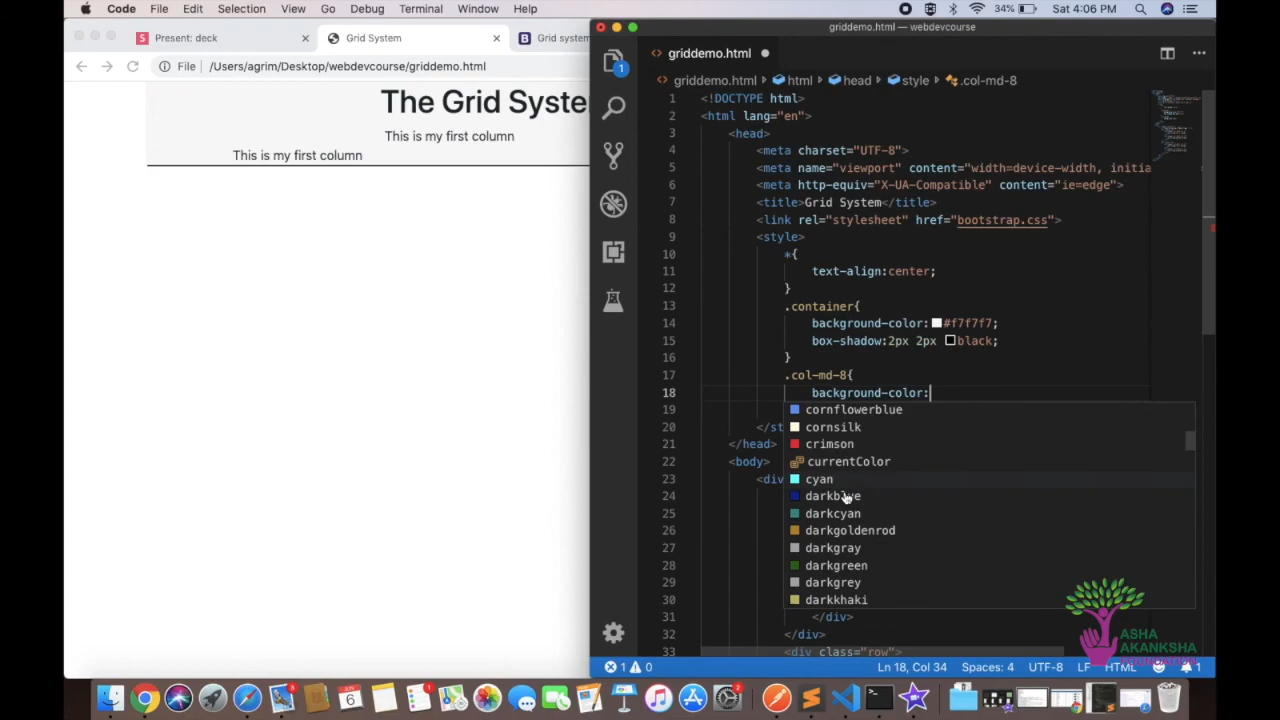 Code File Edit Selection View Go Debug Terminal Window Help
34% Sat 4:06 PM
Present: deck
Grid System
Grid system
File /Users/agrim/Desktop/webdevcourse/griddemo.html
The Grid Syste
This is my first column
This is my first column
griddemo.html — webdevcourse
1
griddemo.html
griddemo.html html head style .col-md-8
1 <!DOCTYPE html>
2 <html lang="en">
3 <head>
4 <meta charset="UTF-8">
5 <meta name="viewport" content="width=device-width, initia
6 <meta http-equiv="X-UA-Compatible" content="ie=edge">
7 <title>Grid System</title>
8 <link rel="stylesheet" href="bootstrap.css">
9 <style>
10 *{
11 text-align:center;
12 }
13 .container{
14 background-color:#f7f7f7;
15 box-shadow:2px 2px black;
16 }
17 .col-md-8{
18 background-color:
19 cornflowerblue
20 </st cornsilk
21 </head> crimson
22 <body> currentColor
23 <div cyan
24 darkblue
25 darkcyan
26 darkgoldenrod
27 darkgray
28 darkgreen
29 darkgrey
30 darkkhaki
31 </div>
32 </div>
33 <div class="row">
ASHA
AKANKSHA
FOUNDATION
1 0 Ln 18, Col 34 Spaces: 4 UTF-8 LF HTML 1